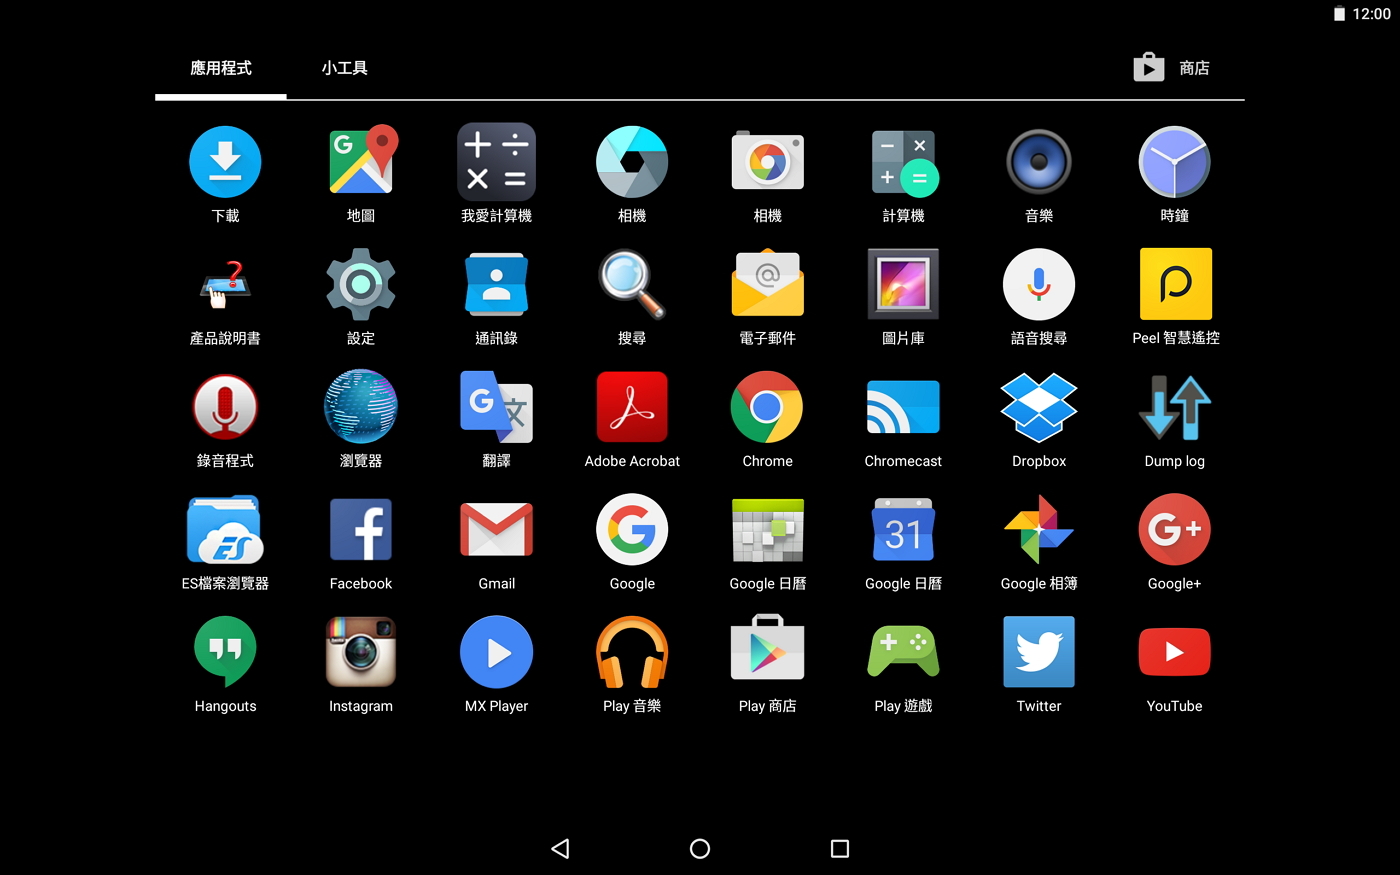 12:00
應用程式
小工具
商店
下載
地圖
我愛計算機
相機
相機
計算機
音樂
時鐘
產品說明書
設定
通訊錄
搜尋
電子郵件
圖片庫
語音搜尋
Peel 智慧遙控
錄音程式
瀏覽器
翻譯
Adobe Acrobat
Chrome
Chromecast
Dropbox
Dump log
ES檔案瀏覽器
Facebook
Gmail
Google
Google 日曆
31
Google 日曆
Google 相簿
Google+
Hangouts
Instagram
MX Player
Play 音樂
Play 商店
Play 遊戲
Twitter
YouTube